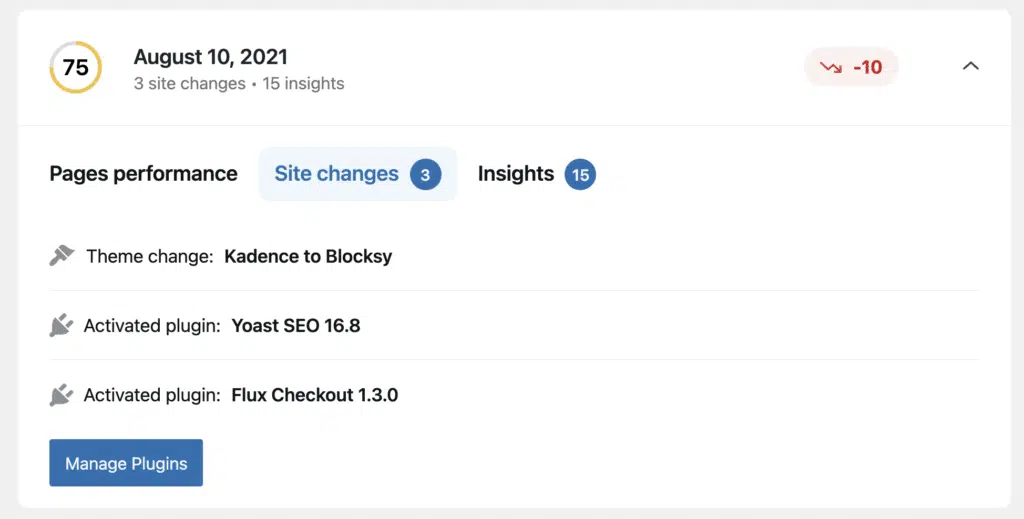 75
August 10, 2021
3 site changes • 15 insights
-10
Pages performance
Site changes 3
Insights 15
Theme change: Kadence to Blocksy
Activated plugin: Yoast SEO 16.8
Activated plugin: Flux Checkout 1.3.0
Manage Plugins